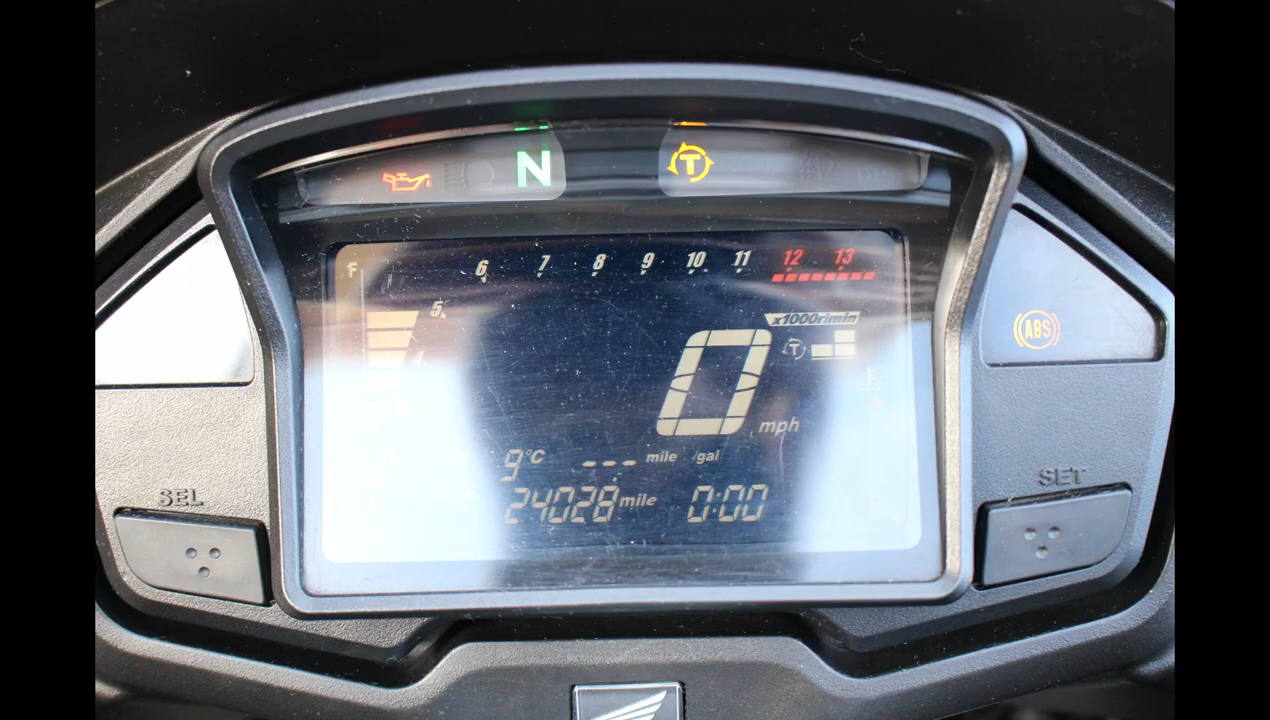 N T
F 6 7 8 9 10 11 12 13
5
x1000r/min
4
T
0 mph
ABS
9°C --- mile /gal
24028 mile 0:00
SEL
SET